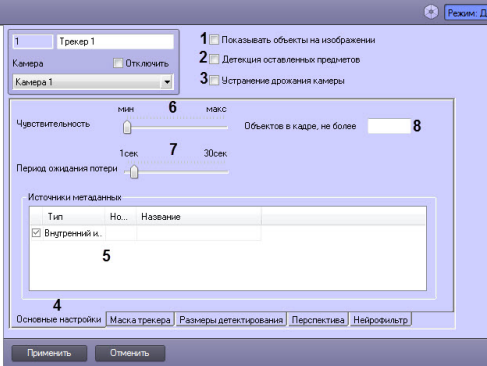 Режим: Д
1 Трекер 1
Камера Отключить
Камера 1
1 Показывать объекты на изображении
2 Детекция оставленных предметов
3 Устранение дрожания камеры
мин 6 макс
Чувствительность
Объектов в кадре, не более 8
1сек 7 30сек
Период ожидания потери
Источники метаданных
Тип Но... Название
Внутренний и..
5
4
Основные настройки Маска трекера Размеры детектирования Перспектива Нейрофильтр
Применить Отменить